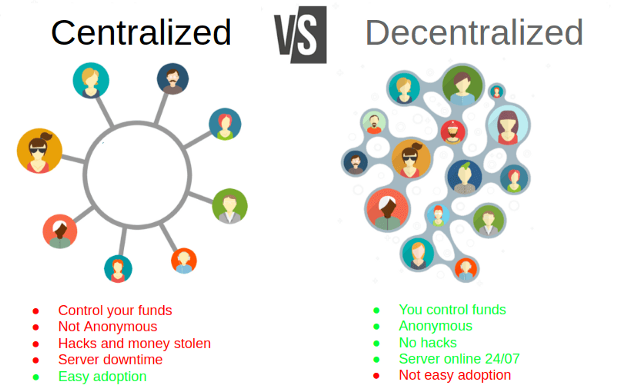 Centralized
VS
Decentralized
Control your funds
Not Anonymous
Hacks and money stolen
Server downtime
Easy adoption
You control funds
Anonymous
No hacks
Server online 24/07
Not easy adoption